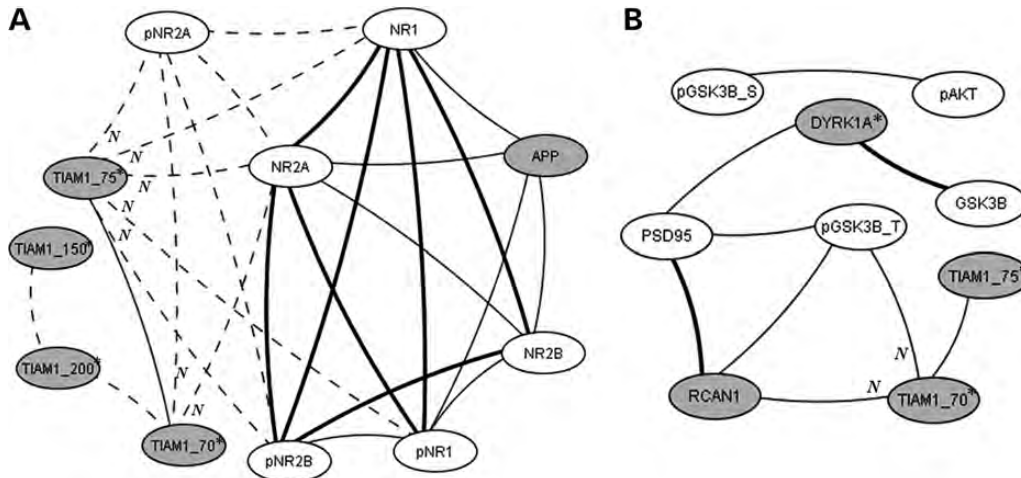 A
pNR2A
NR1
N
N
TIAM1_75*
N
NR2A
APP
N
N
TIAM1_150*
TIAM1_200*
N
NR2B
N
TIAM1_70*
pNR2B
pNR1
B
pGSK3B_S
pAKT
DYRK1A*
GSK3B
PSD95
pGSK3B_T
TIAM1_75*
N
RCAN1
N
TIAM1_70*